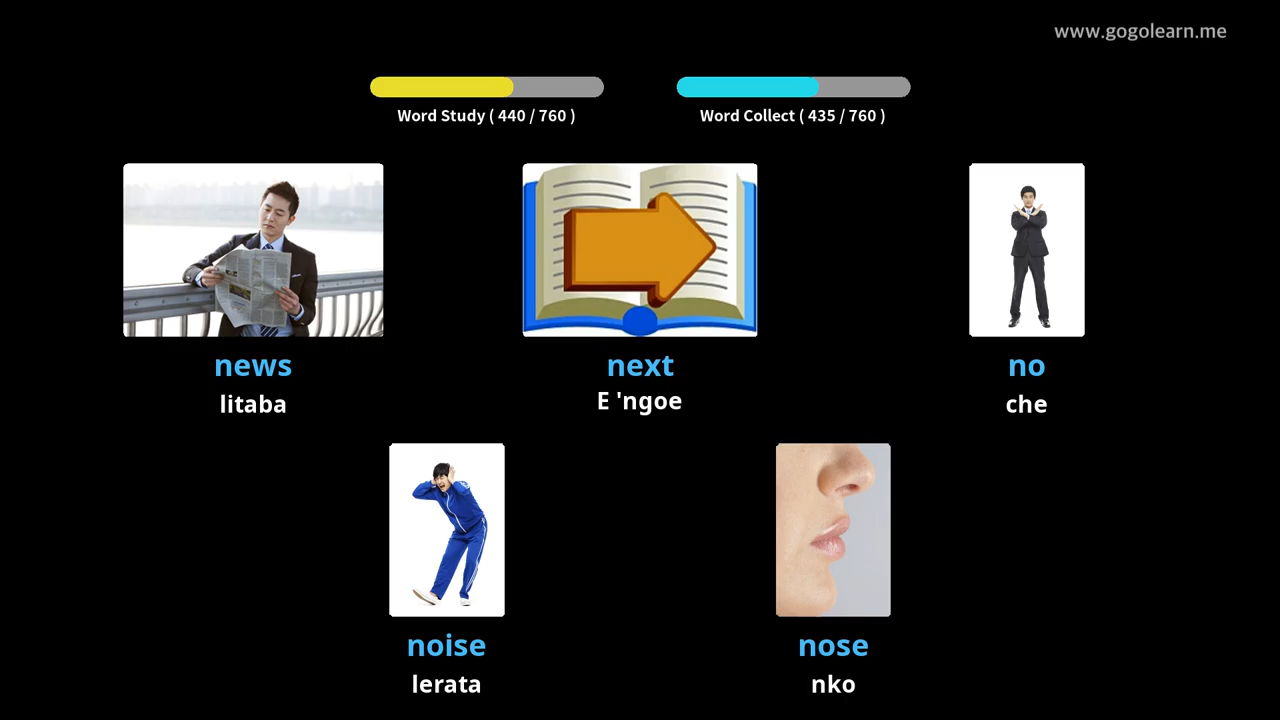 www.gogolearn.me
Word Study ( 440 / 760 )
Word Collect ( 435 / 760 )
news
litaba
next
E 'ngoe
no
che
noise
lerata
nose
nko